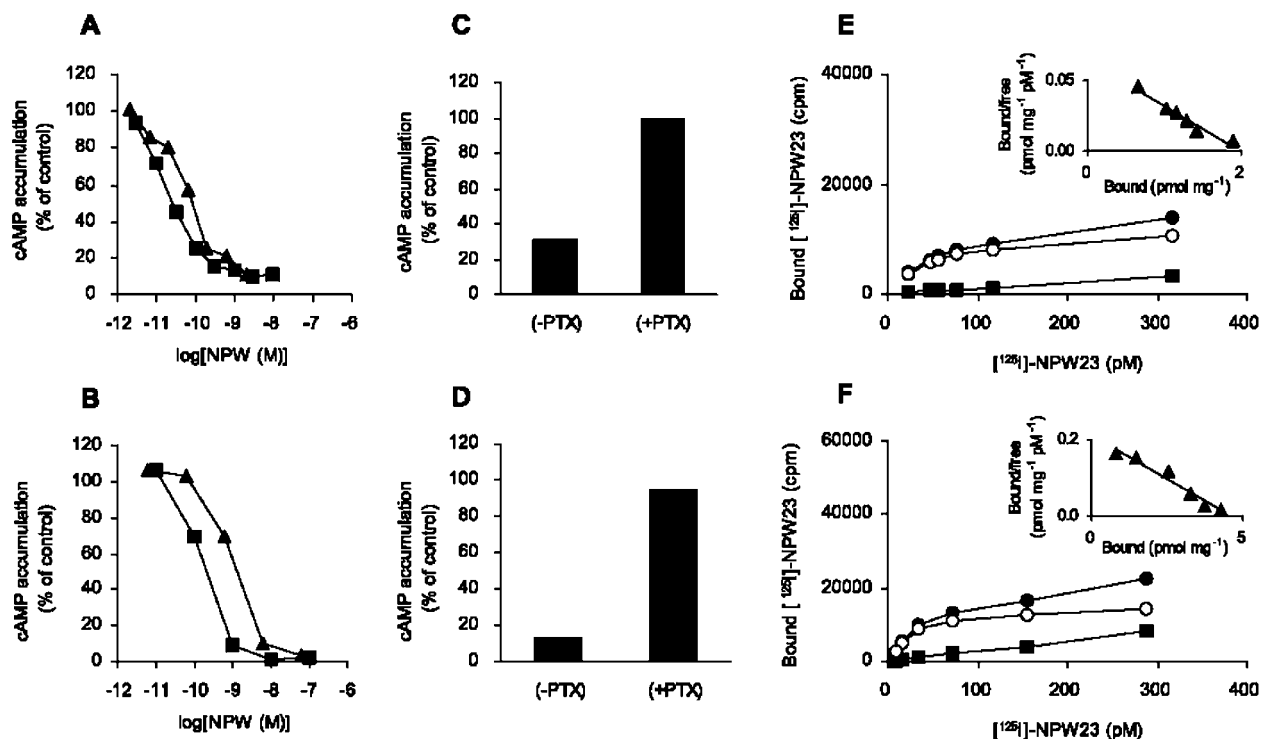 A
120
100
80
60
40
20
0
-12 -11 -10 -9 -8 -7 -6
cAMP accumulation
(% of control)
log[NPW (M)]
C
120
100
80
60
40
20
0
(-PTX) (+PTX)
cAMP accumulation
(% of control)
E
40000
20000
0
0 100 200 300 400
Bound [¹²⁵I]-NPW23 (cpm)
[¹²⁵I]-NPW23 (pM)
Bound/free
(pmol mg⁻¹ pM⁻¹)
0.05
0.00
0 2
Bound (pmol mg⁻¹)
B
120
100
80
60
40
20
0
-12 -11 -10 -9 -8 -7 -6
cAMP accumulation
(% of control)
log[NPW (M)]
D
120
100
80
60
40
20
0
(-PTX) (+PTX)
cAMP accumulation
(% of control)
F
60000
40000
20000
0
0 100 200 300 400
Bound [¹²⁵I]-NPW23 (cpm)
[¹²⁵I]-NPW23 (pM)
Bound/free
(pmol mg⁻¹ pM⁻¹)
0.2
0.0
0 5
Bound (pmol mg⁻¹)